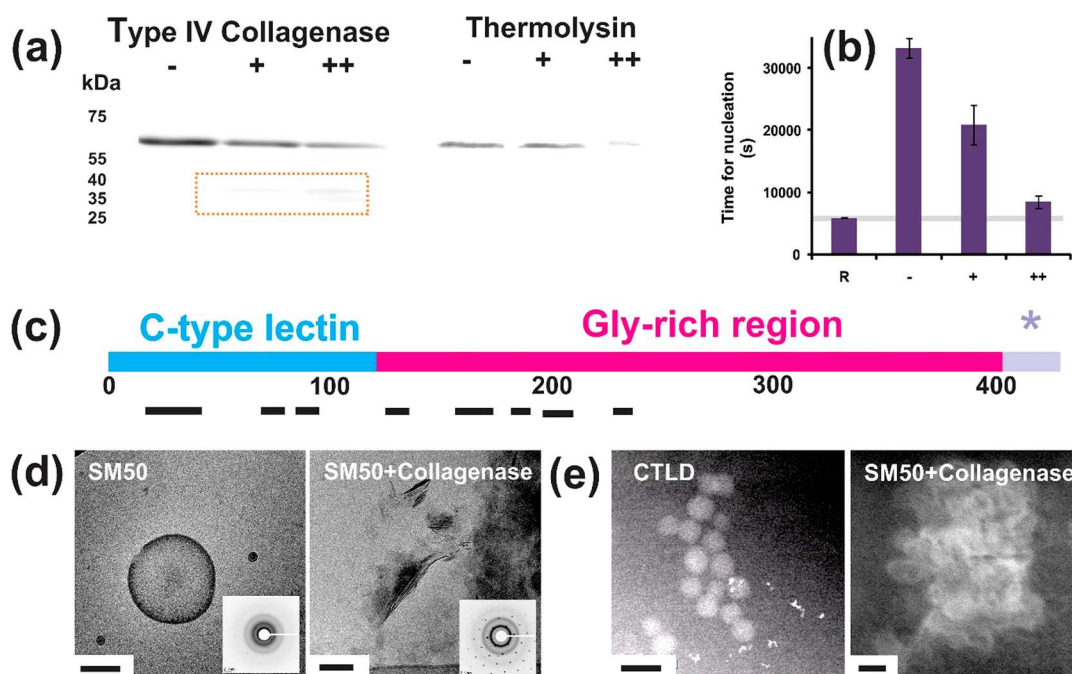 (a)
Type IV Collagenase
Thermolysin
- + ++
- + ++
kDa
75
55
40
35
25
(b)
Time for nucleation
(s)
30000
20000
10000
0
R - + ++
(c)
C-type lectin
Gly-rich region
*
0 100 200 300 400
(d)
SM50
SM50+Collagenase
(e)
CTLD
SM50+Collagenase